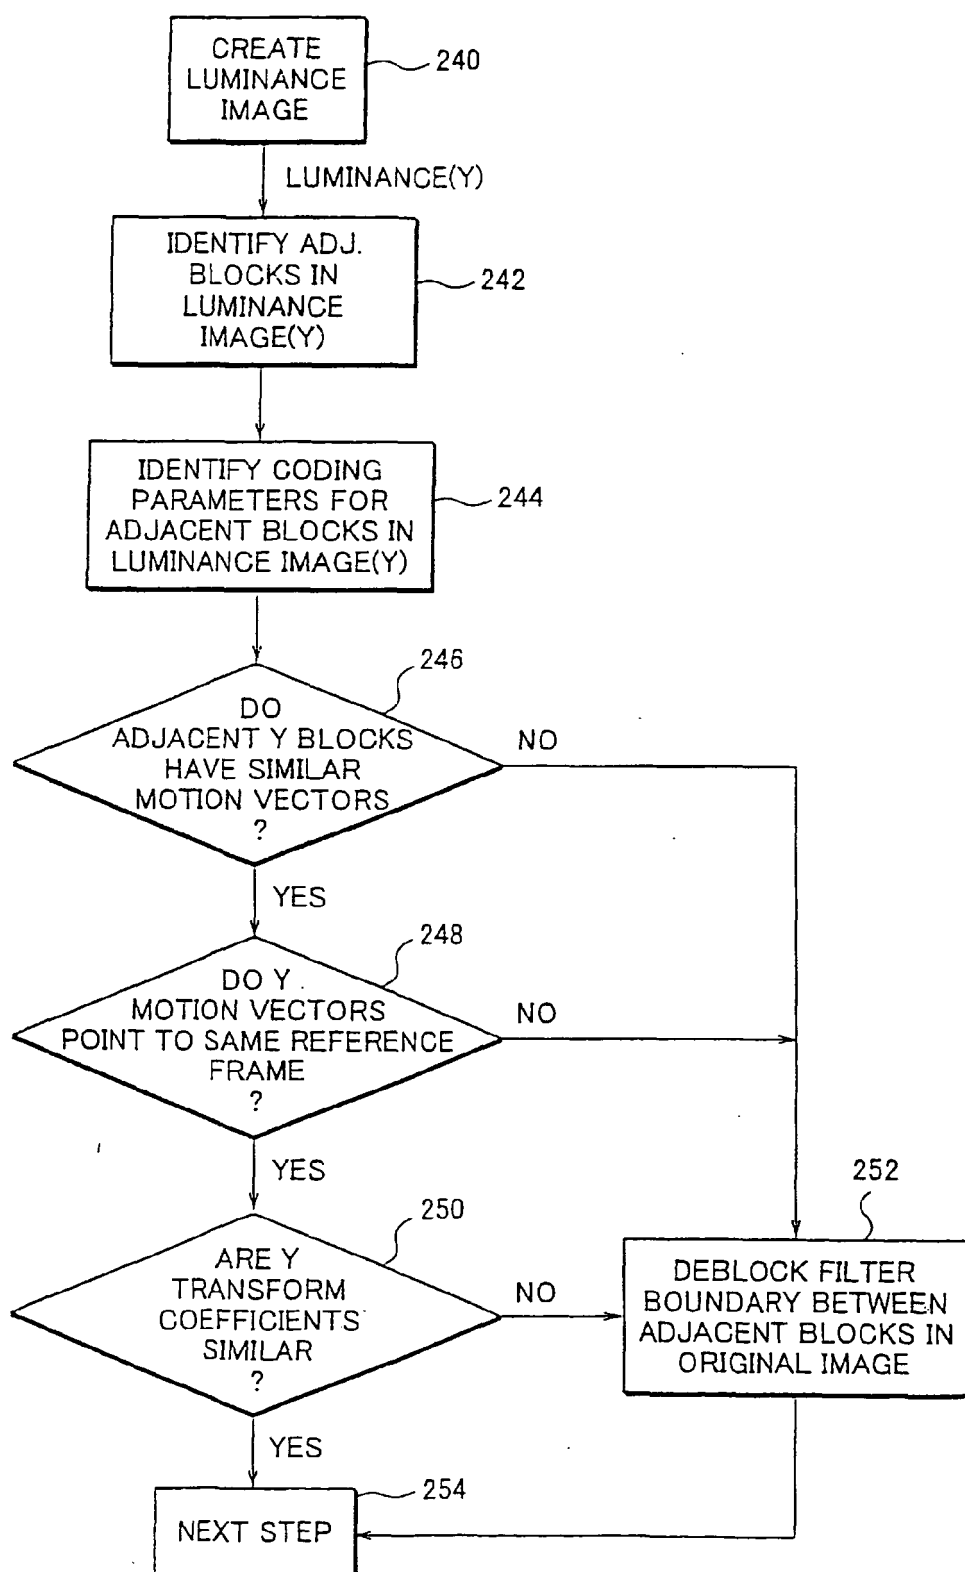 CREATE
LUMINANCE
IMAGE
240
LUMINANCE(Y)
IDENTIFY ADJ.
BLOCKS IN
LUMINANCE
IMAGE(Y)
242
IDENTIFY CODING
PARAMETERS FOR
ADJACENT BLOCKS IN
LUMINANCE IMAGE(Y)
244
246
DO
ADJACENT Y BLOCKS
HAVE SIMILAR
MOTION VECTORS
?
NO
YES
248
DO Y
MOTION VECTORS
POINT TO SAME REFERENCE
FRAME
?
NO
YES
250
ARE Y
TRANSFORM
COEFFICIENTS
SIMILAR
?
NO
252
DEBLOCK FILTER
BOUNDARY BETWEEN
ADJACENT BLOCKS IN
ORIGINAL IMAGE
YES
254
NEXT STEP